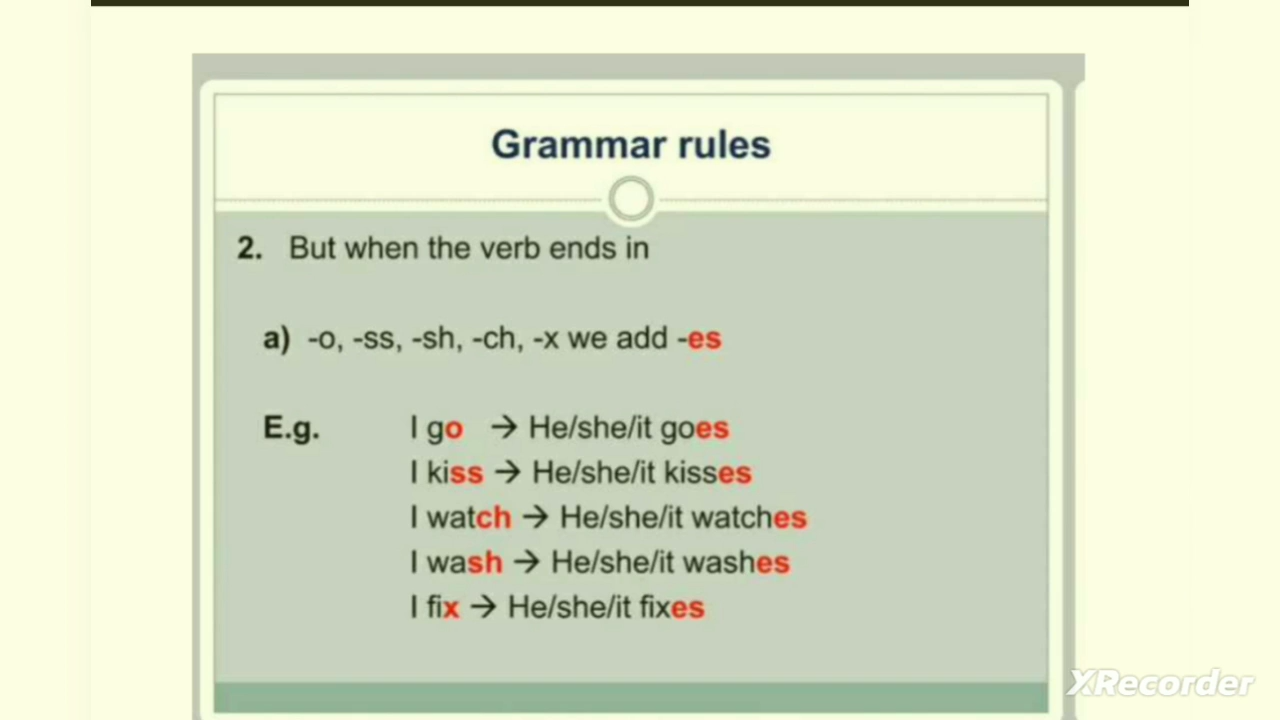 Grammar rules
2. But when the verb ends in
a) -o, -ss, -sh, -ch, -x we add -es
E.g. I go → He/she/it goes
I kiss → He/she/it kisses
I watch → He/she/it watches
I wash → He/she/it washes
I fix → He/she/it fixes
XRecorder